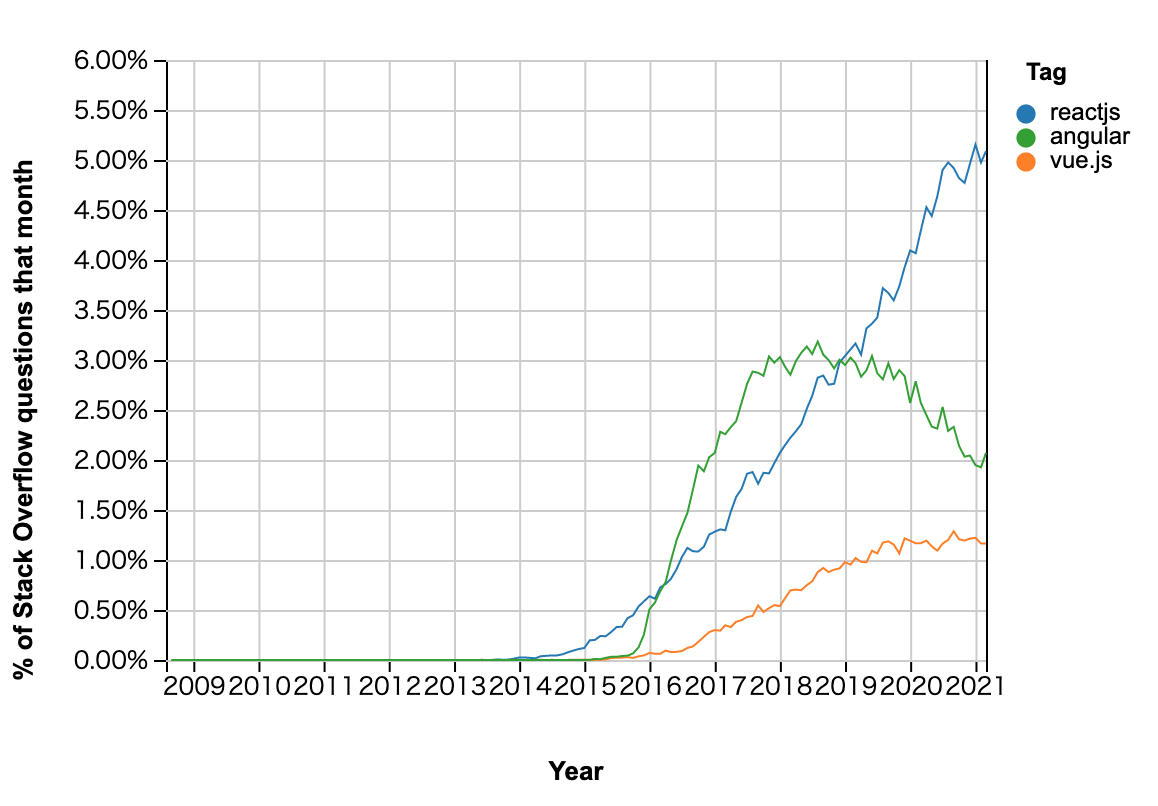 6.00%
5.50%
5.00%
4.50%
4.00%
3.50%
3.00%
2.50%
2.00%
1.50%
1.00%
0.50%
0.00%
% of Stack Overflow questions that month
2009 2010 2011 2012 2013 2014 2015 2016 2017 2018 2019 2020 2021
Year
Tag
reactjs
angular
vue.js